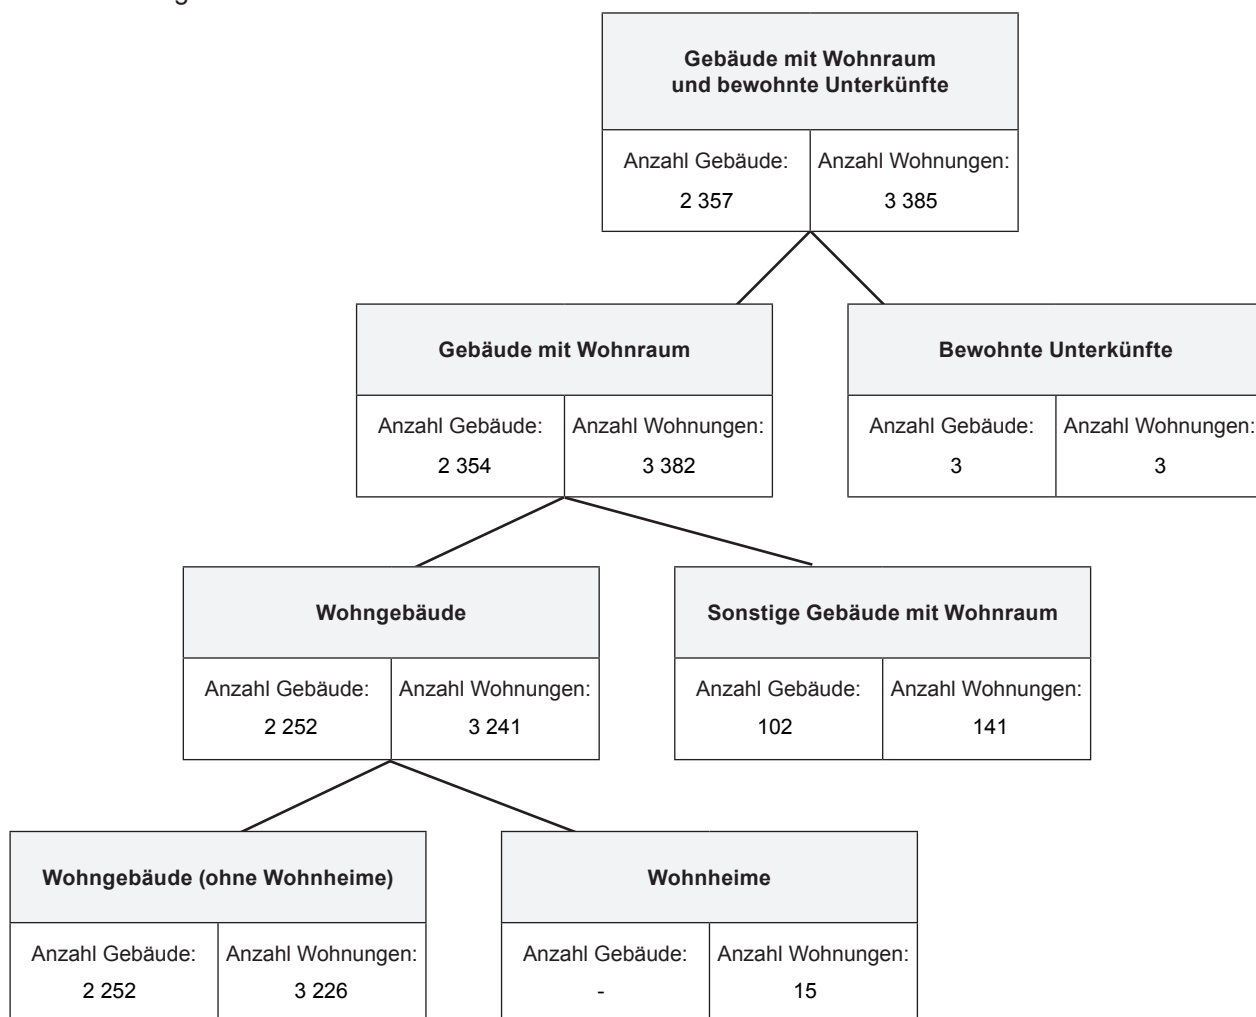 Gebäude mit Wohnraum
und bewohnte Unterkünfte
Anzahl Gebäude: Anzahl Wohnungen:
2 357 3 385
Gebäude mit Wohnraum Bewohnte Unterkünfte
Anzahl Gebäude: Anzahl Wohnungen: Anzahl Gebäude: Anzahl Wohnungen:
2 354 3 382 3 3
Wohngebäude Sonstige Gebäude mit Wohnraum
Anzahl Gebäude: Anzahl Wohnungen: Anzahl Gebäude: Anzahl Wohnungen:
2 252 3 241 102 141
Wohngebäude (ohne Wohnheime) Wohnheime
Anzahl Gebäude: Anzahl Wohnungen: Anzahl Gebäude: Anzahl Wohnungen:
2 252 3 226 - 15